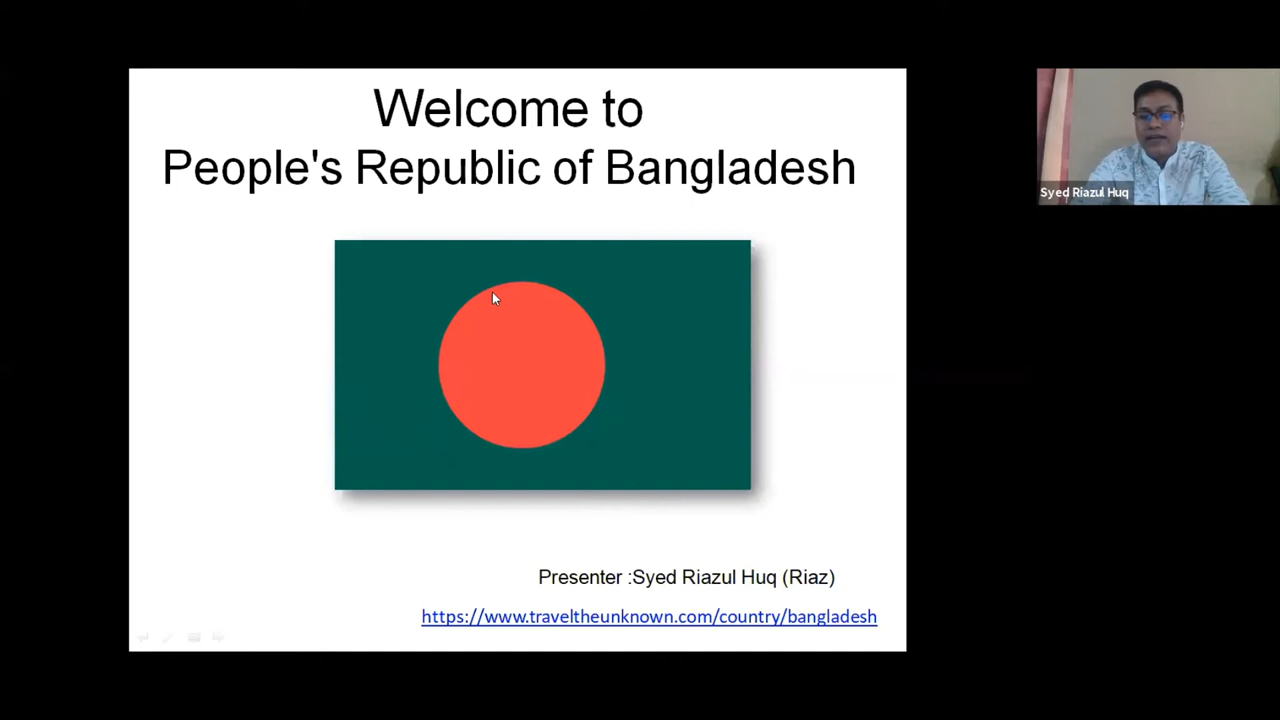 Welcome to
People's Republic of Bangladesh
Syed Riazul Huq
Presenter :Syed Riazul Huq (Riaz)
https://www.traveltheunknown.com/country/bangladesh